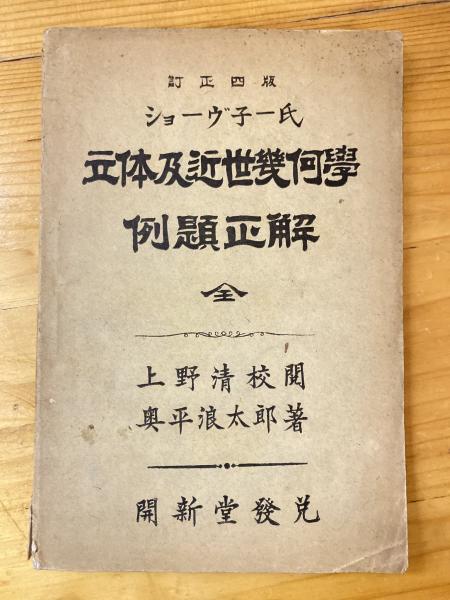 訂正四版
ショーヴ子ー氏
立体及近世幾何學
例題正解
全
上野清校閲
奥平浪太郎著
開新堂發兌